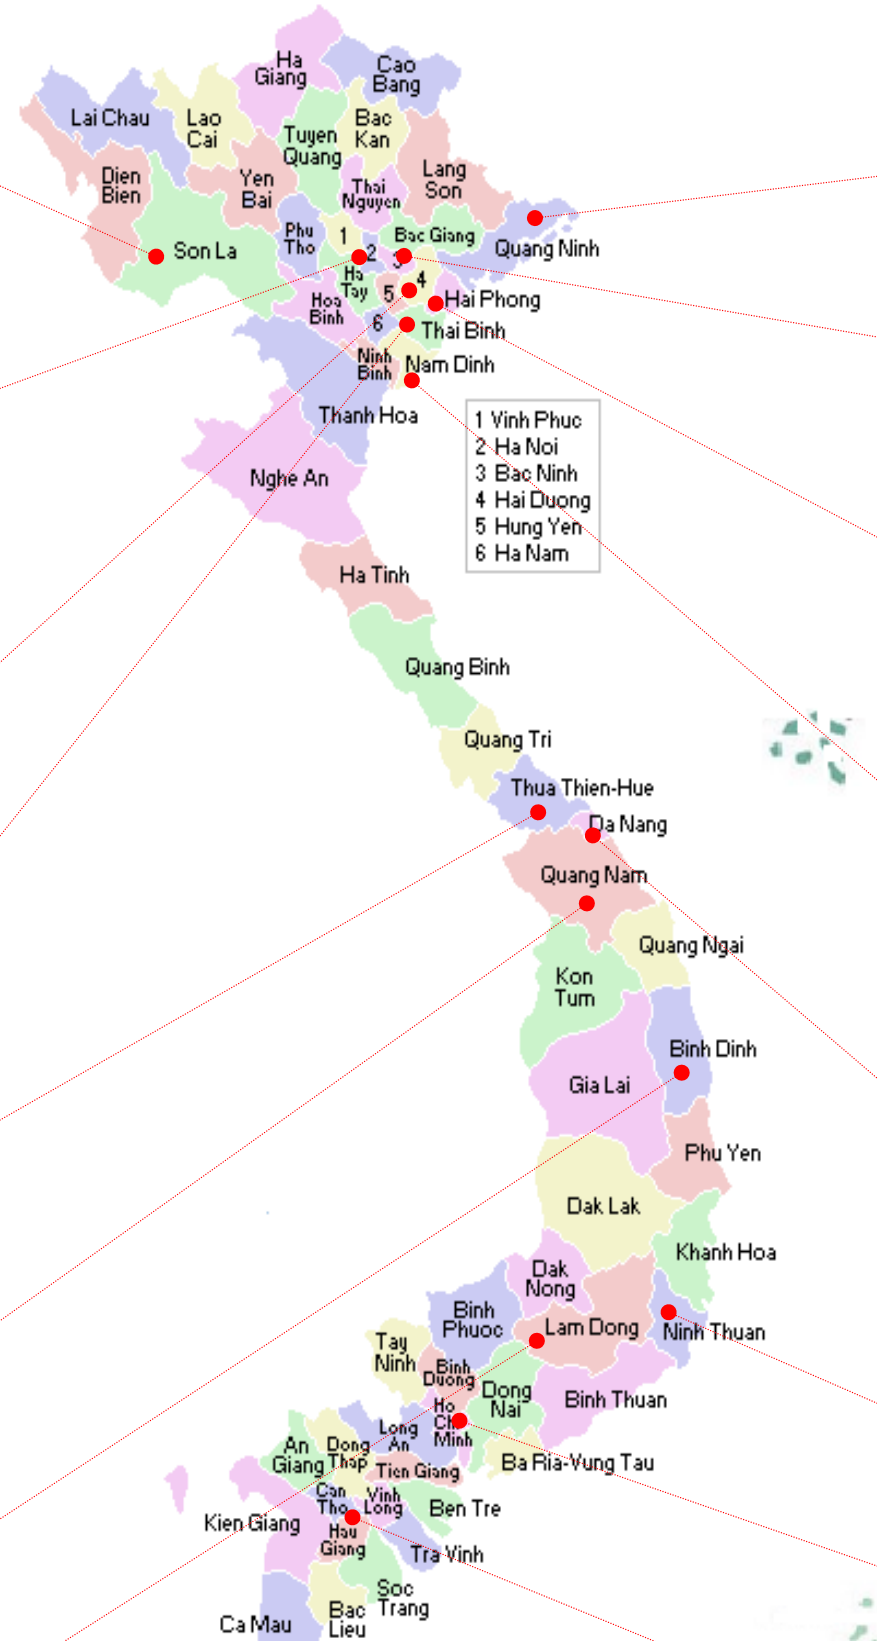 Ha
Giang
Cao
Bang
Lai Chau
Lao
Cai
Bac
Kan
Tuyen
Quang
Dien
Bien
Yen
Bai
Thai
Nguyen
Lang
Son
Phu
Tho
1
2
3
Bac Giang
Quang Ninh
Son La
Ha
Tay
4
5
Hoa
Binh
Hai Phong
6
Thai Binh
Ninh
Binh
Nam Dinh
Thanh Hoa
1 Vinh Phuc
2 Ha Noi
3 Bac Ninh
4 Hai Duong
5 Hung Yen
6 Ha Nam
Nghe An
Ha Tinh
Quang Binh
Quang Tri
Thua Thien-Hue
Da Nang
Quang Nam
Quang Ngai
Kon
Tum
Binh Dinh
Gia Lai
Phu Yen
Dak Lak
Khanh Hoa
Dak
Nong
Binh
Phuoc
Lam Dong
Ninh Thuan
Tay
Ninh
Binh
Duong
Dong
Nai
Binh Thuan
Ho
Chi
Minh
Long
An
An
Giang
Dong
Thap
Ba Ria-Vung Tau
Tien Giang
Can
Tho
Vinh
Long
Ben Tre
Kien Giang
Hau
Giang
Tra Vinh
Soc
Trang
Bac
Lieu
Ca Mau